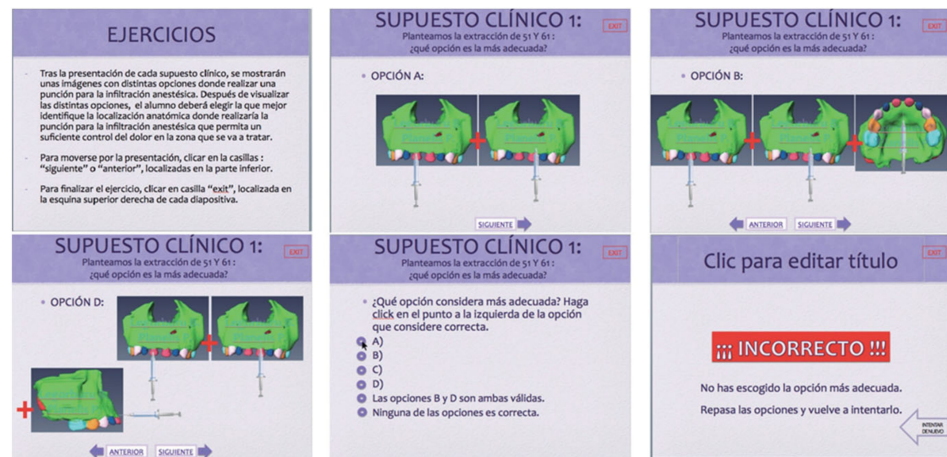 EJERCICIOS
Tras la presentación de cada supuesto clínico, se mostrarán
unas imágenes con distintas opciones donde realizar una
punción para la infiltración anestésica. Después de visualizar
las distintas opciones, el alumno deberá elegir la que mejor
identifique la localización anatómica donde realizaría la
punción para la infiltración anestésica que permita un
suficiente control del dolor en la zona que se va a tratar.
Para moverse por la presentación, clicar en la casillas :
“siguiente” o “anterior”, localizadas en la parte inferior.
Para finalizar el ejercicio, clicar en casilla “exit”, localizada en
la esquina superior derecha de cada diapositiva.
SUPUESTO CLÍNICO 1:
EXIT
Planteamos la extracción de 51 Y 61 :
¿qué opción es la más adecuada?
OPCIÓN A:
SIGUIENTE
SUPUESTO CLÍNICO 1:
EXIT
Planteamos la extracción de 51 Y 61 :
¿qué opción es la más adecuada?
OPCIÓN B:
ANTERIOR SIGUIENTE
SUPUESTO CLÍNICO 1:
EXIT
Planteamos la extracción de 51 Y 61 :
¿qué opción es la más adecuada?
OPCIÓN D:
ANTERIOR SIGUIENTE
SUPUESTO CLÍNICO 1:
EXIT
Planteamos la extracción de 51 Y 61 :
¿qué opción es la más adecuada?
¿Qué opción considera más adecuada? Haga
click en el punto a la izquierda de la opción
que considere correcta.
A)
B)
C)
D)
Las opciones B y D son ambas válidas.
Ninguna de las opciones es correcta.
Clic para editar título
EXIT
¡¡¡ INCORRECTO !!!
No has escogido la opción más adecuada.
Repasa las opciones y vuelve a intentarlo.
INTENTAR
DE NUEVO